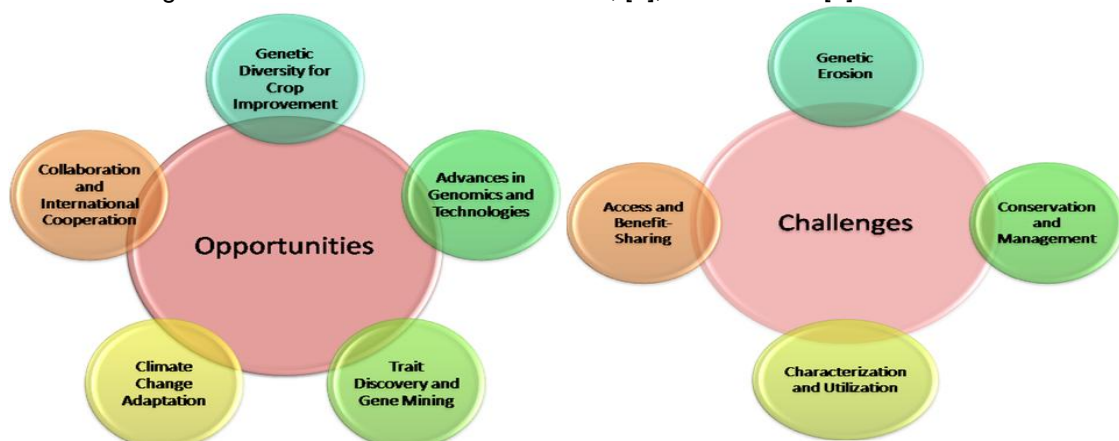 Genetic
Diversity for
Crop
Improvement
Collaboration
and
International
Cooperation
Advances in
Genomics and
Technologies
Opportunities
Climate
Change
Adaptation
Trait
Discovery and
Gene Mining
Genetic
Erosion
Access and
Benefit-
Sharing
Challenges
Conservation
and
Management
Characterization
and Utilization